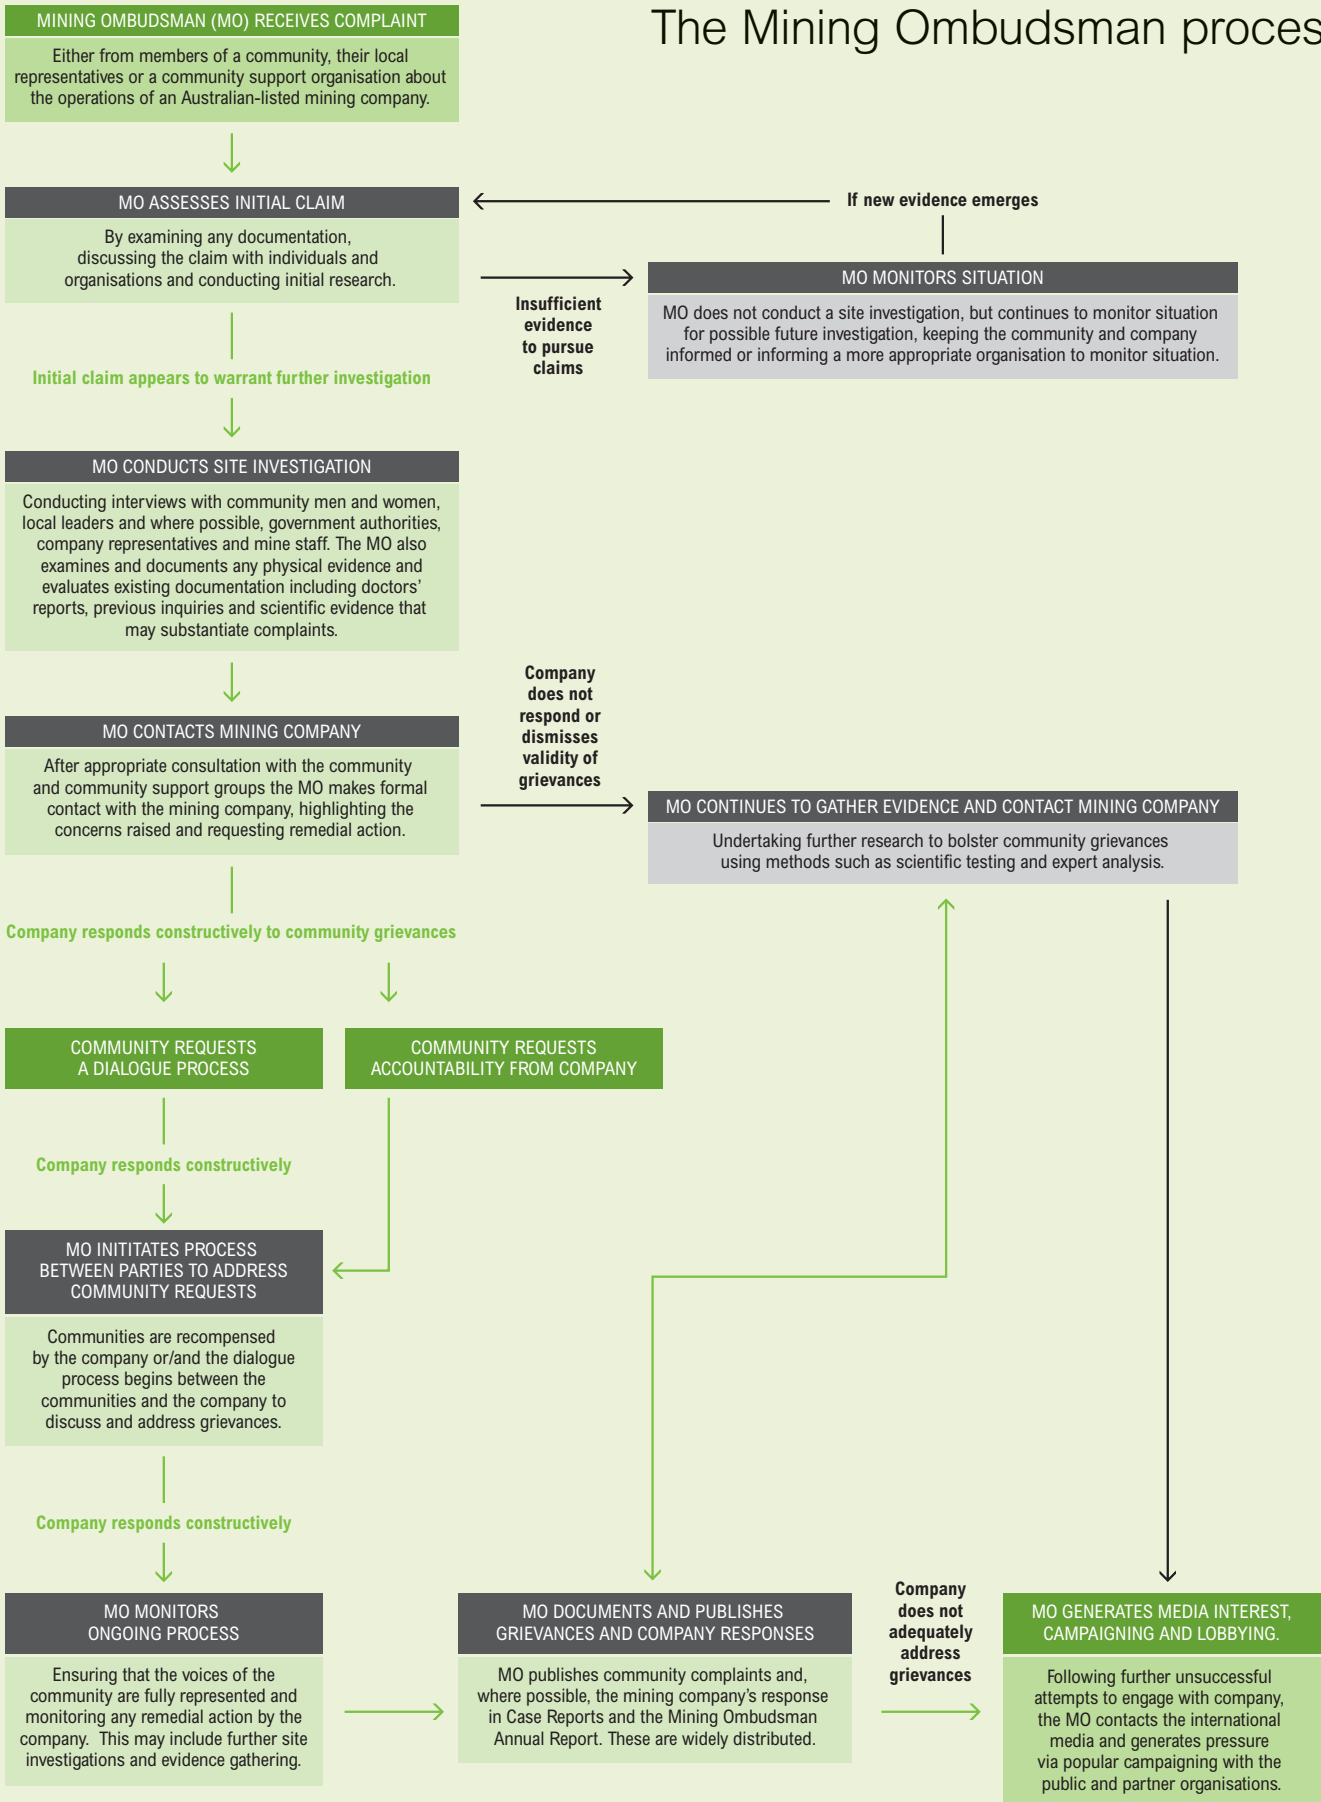 The Mining Ombudsman proces
MINING OMBUDSMAN (MO) RECEIVES COMPLAINT
Either from members of a community, their local
representatives or a community support organisation about
the operations of an Australian-listed mining company.
MO ASSESSES INITIAL CLAIM
By examining any documentation,
discussing the claim with individuals and
organisations and conducting initial research.
If new evidence emerges
Insufficient
evidence
to pursue
claims
MO MONITORS SITUATION
MO does not conduct a site investigation, but continues to monitor situation
for possible future investigation, keeping the community and company
informed or informing a more appropriate organisation to monitor situation.
Initial claim appears to warrant further investigation
MO CONDUCTS SITE INVESTIGATION
Conducting interviews with community men and women,
local leaders and where possible, government authorities,
company representatives and mine staff. The MO also
examines and documents any physical evidence and
evaluates existing documentation including doctors’
reports, previous inquiries and scientific evidence that
may substantiate complaints.
MO CONTACTS MINING COMPANY
After appropriate consultation with the community
and community support groups the MO makes formal
contact with the mining company, highlighting the
concerns raised and requesting remedial action.
Company
does not
respond or
dismisses
validity of
grievances
MO CONTINUES TO GATHER EVIDENCE AND CONTACT MINING COMPANY
Undertaking further research to bolster community grievances
using methods such as scientific testing and expert analysis.
Company responds constructively to community grievances
COMMUNITY REQUESTS
A DIALOGUE PROCESS
COMMUNITY REQUESTS
ACCOUNTABILITY FROM COMPANY
Company responds constructively
MO INITITATES PROCESS
BETWEEN PARTIES TO ADDRESS
COMMUNITY REQUESTS
Communities are recompensed
by the company or/and the dialogue
process begins between the
communities and the company to
discuss and address grievances.
Company responds constructively
MO MONITORS
ONGOING PROCESS
Ensuring that the voices of the
community are fully represented and
monitoring any remedial action by the
company. This may include further site
investigations and evidence gathering.
MO DOCUMENTS AND PUBLISHES
GRIEVANCES AND COMPANY RESPONSES
MO publishes community complaints and,
where possible, the mining company’s response
in Case Reports and the Mining Ombudsman
Annual Report. These are widely distributed.
Company
does not
adequately
address
grievances
MO GENERATES MEDIA INTEREST,
CAMPAIGNING AND LOBBYING.
Following further unsuccessful
attempts to engage with company,
the MO contacts the international
media and generates pressure
via popular campaigning with the
public and partner organisations.